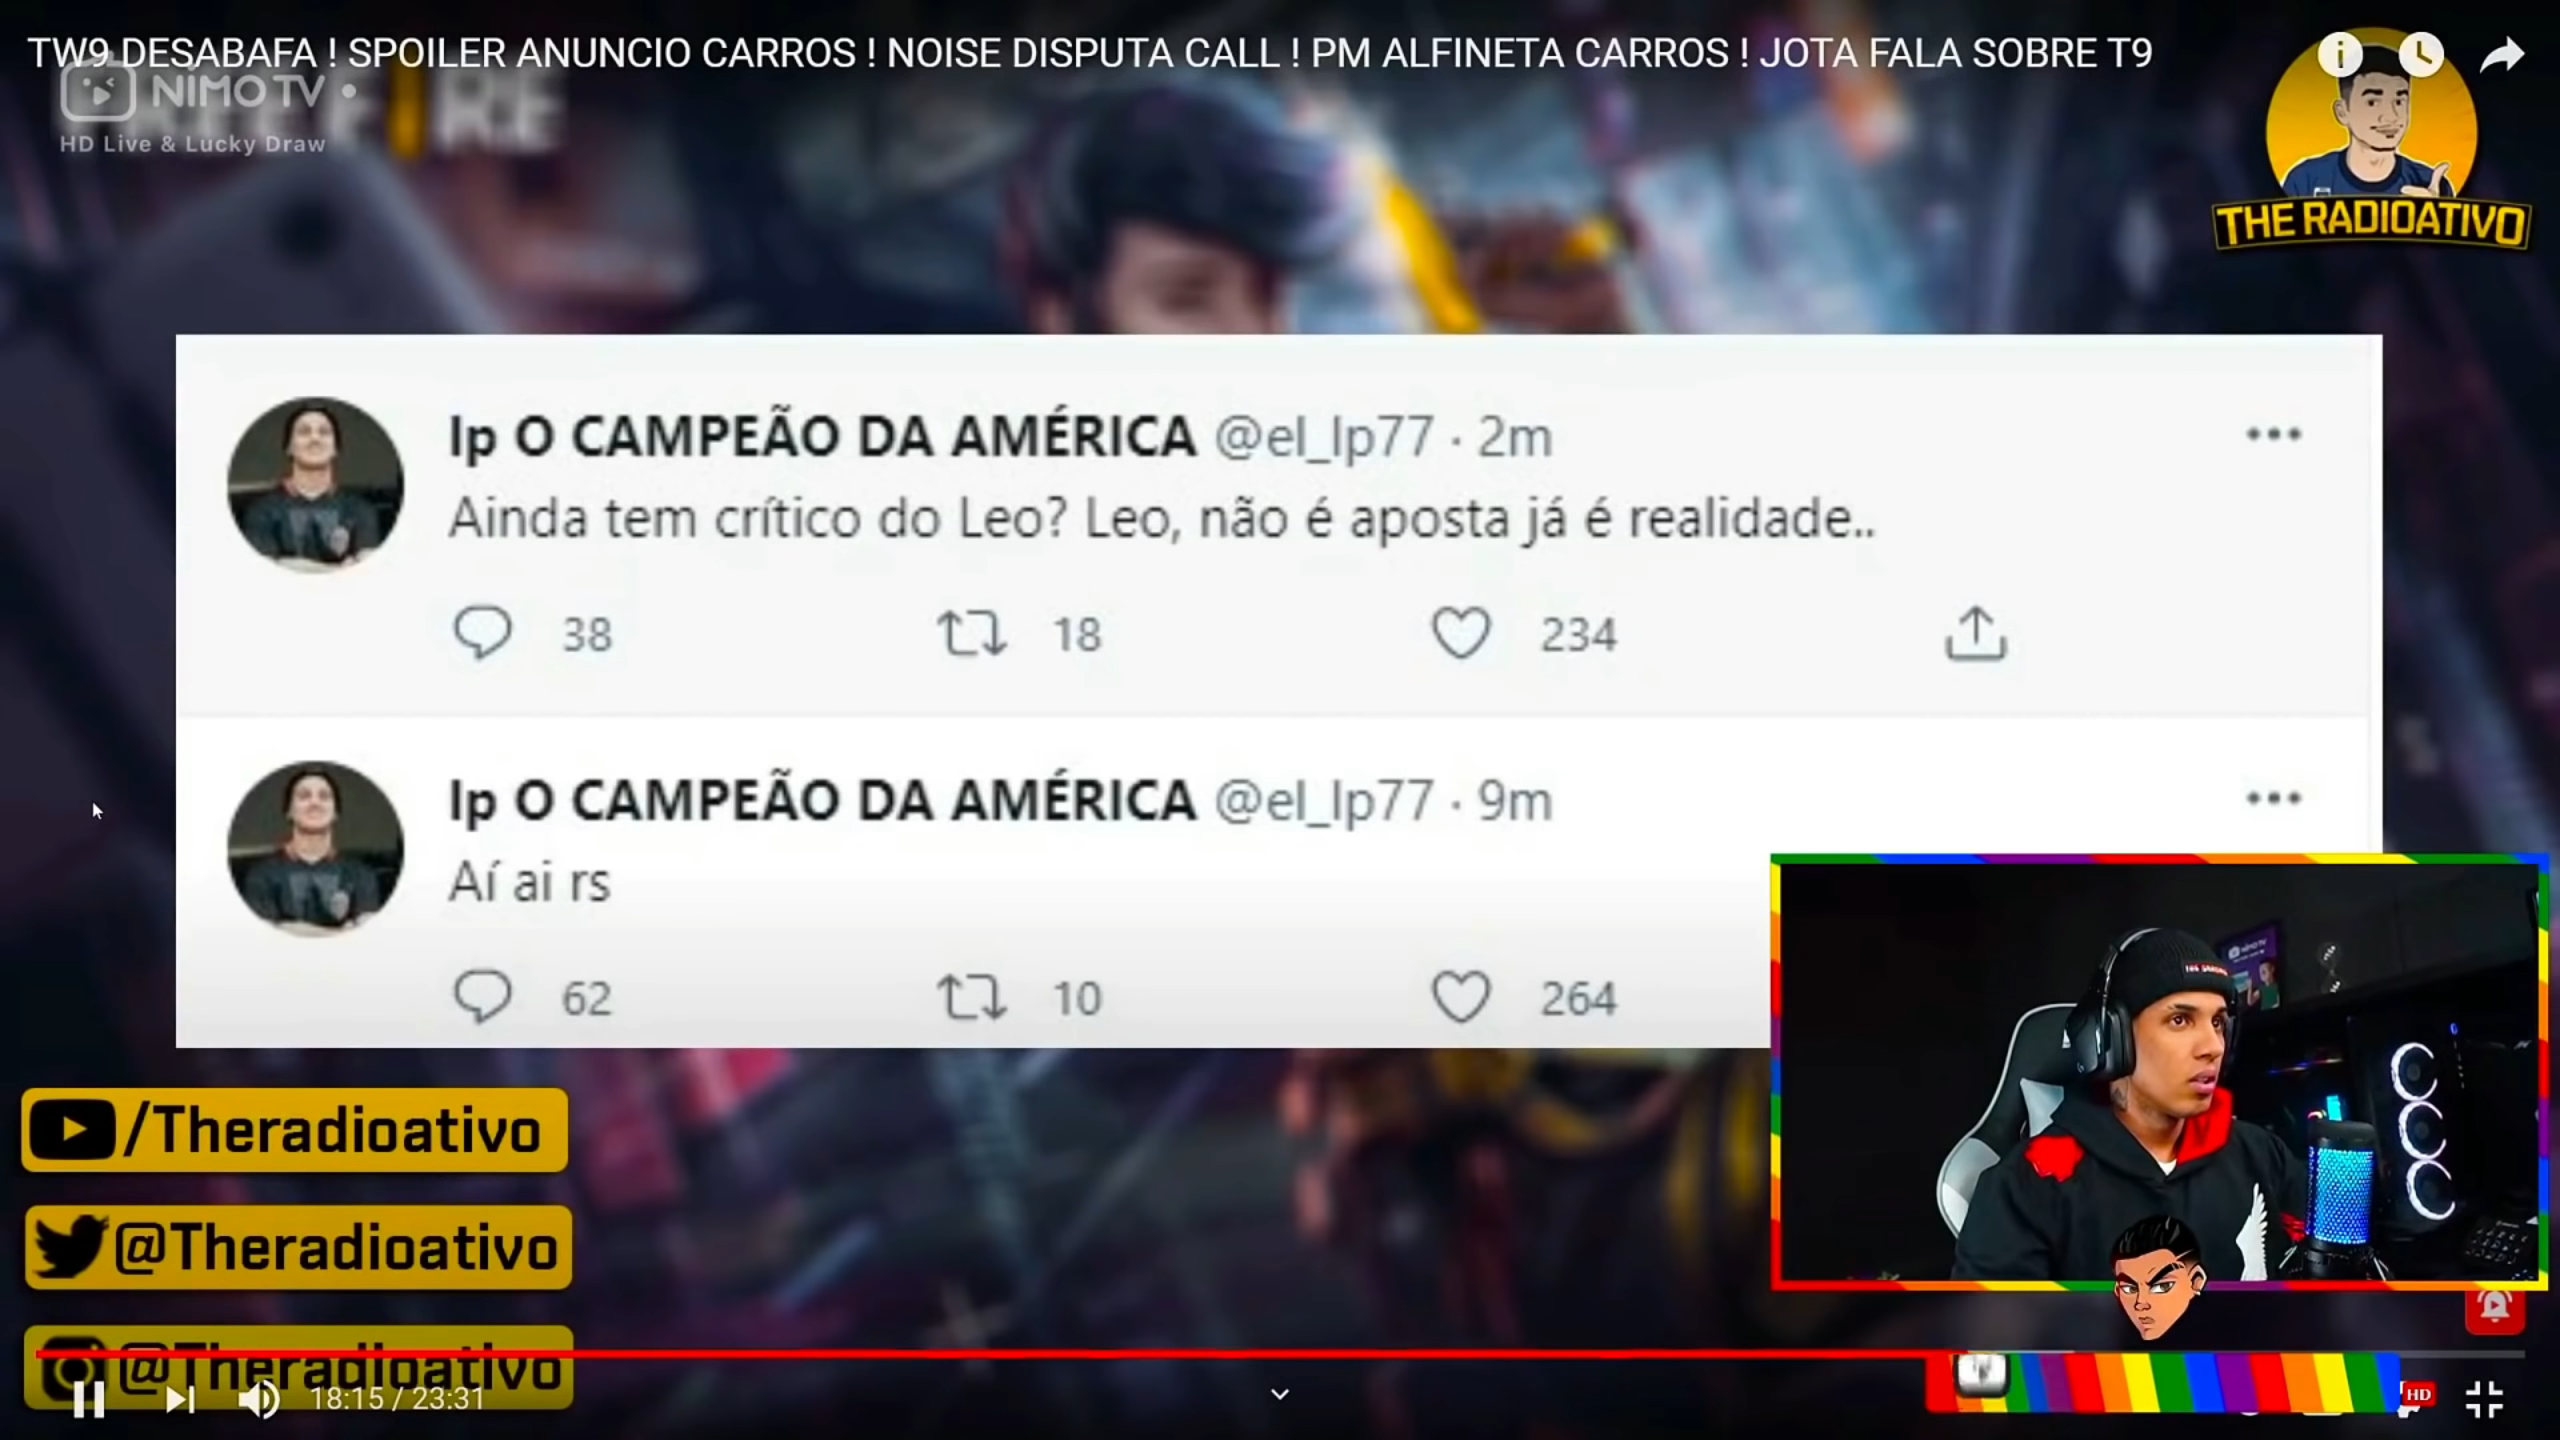 TW9 DESABAFA ! SPOILER ANUNCIO CARROS ! NOISE DISPUTA CALL ! PM ALFINETA CARROS ! JOTA FALA SOBRE T9
NIMO TV
HD Live & Lucky Draw
THE RADIOATIVO
lp O CAMPEÃO DA AMÉRICA @el_lp77 · 2m
Ainda tem crítico do Leo? Leo, não é aposta já é realidade..
38 18 234
lp O CAMPEÃO DA AMÉRICA @el_lp77 · 9m
Aí ai rs
62 10 264
NIMO TV
/Theradioativo
@Theradioativo
@Theradioativo
18:15 / 23:31
HD